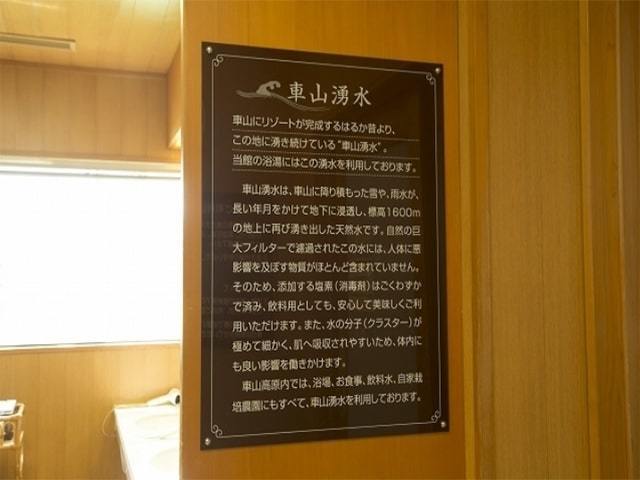 車山湧水
車山にリゾートが完成するはるか昔より、
この地に湧き続けている“車山湧水”。
当館の浴湯にはこの湧水を利用しております。
車山湧水は、車山に降り積もった雪や、雨水が、
長い年月をかけて地下に浸透し、標高1600m
の地上に再び湧き出した天然水です。自然の巨
大フィルターで濾過されたこの水には、人体に悪
影響を及ぼす物質がほとんど含まれていません。
そのため、添加する塩素(消毒剤)はごくわずか
で済み、飲料用としても、安心して美味しくご利
用いただけます。また、水の分子(クラスター)が
極めて細かく、肌へ吸収されやすいため、体内に
も良い影響を働きかけます。
車山高原内では、浴場、お食事、飲料水、自家栽
培農園にもすべて、車山湧水を利用しております。